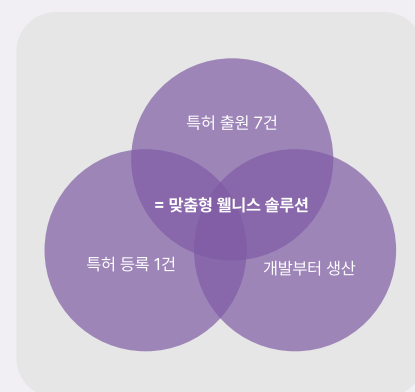 특허 출원 7건
= 맞춤형 웰니스 솔루션
특허 등록 1건
개발부터 생산